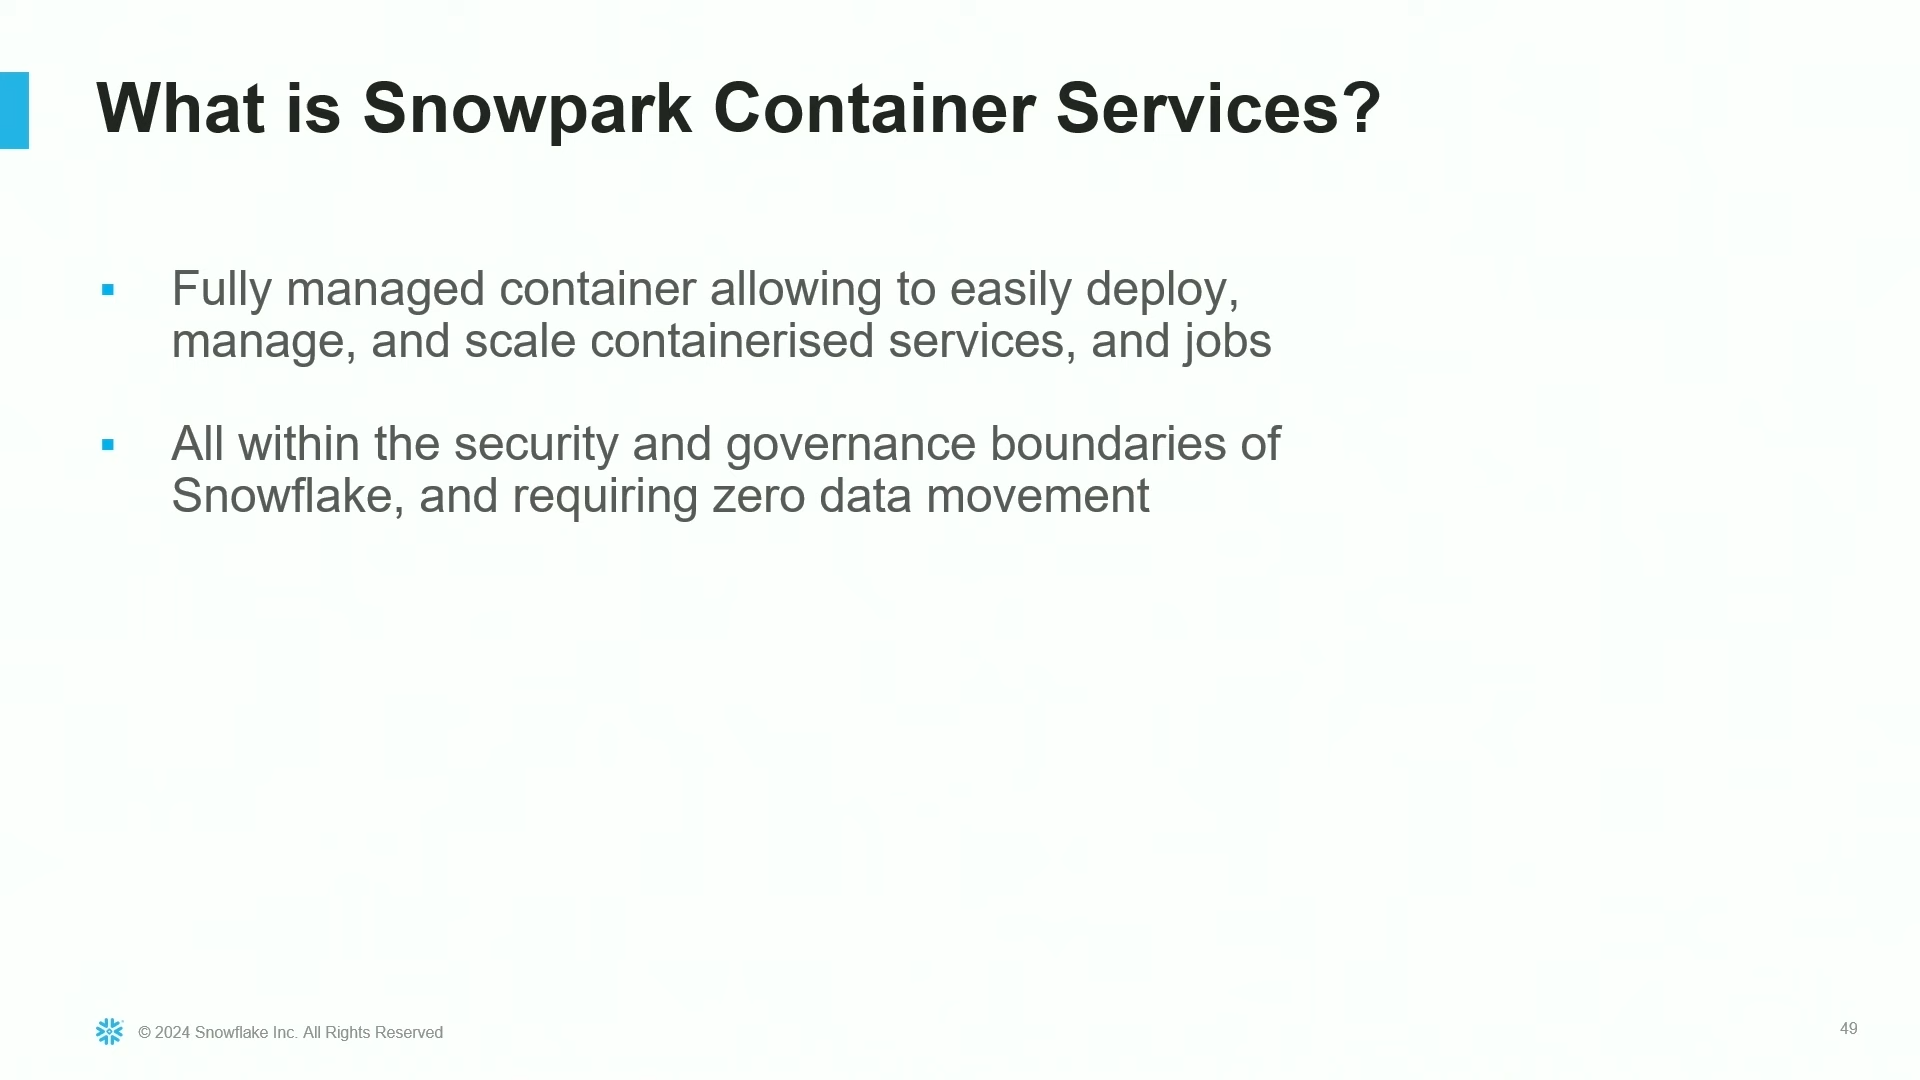 What is Snowpark Container Services?
▪ Fully managed container allowing to easily deploy,
manage, and scale containerised services, and jobs
▪ All within the security and governance boundaries of
Snowflake, and requiring zero data movement
© 2024 Snowflake Inc. All Rights Reserved
49